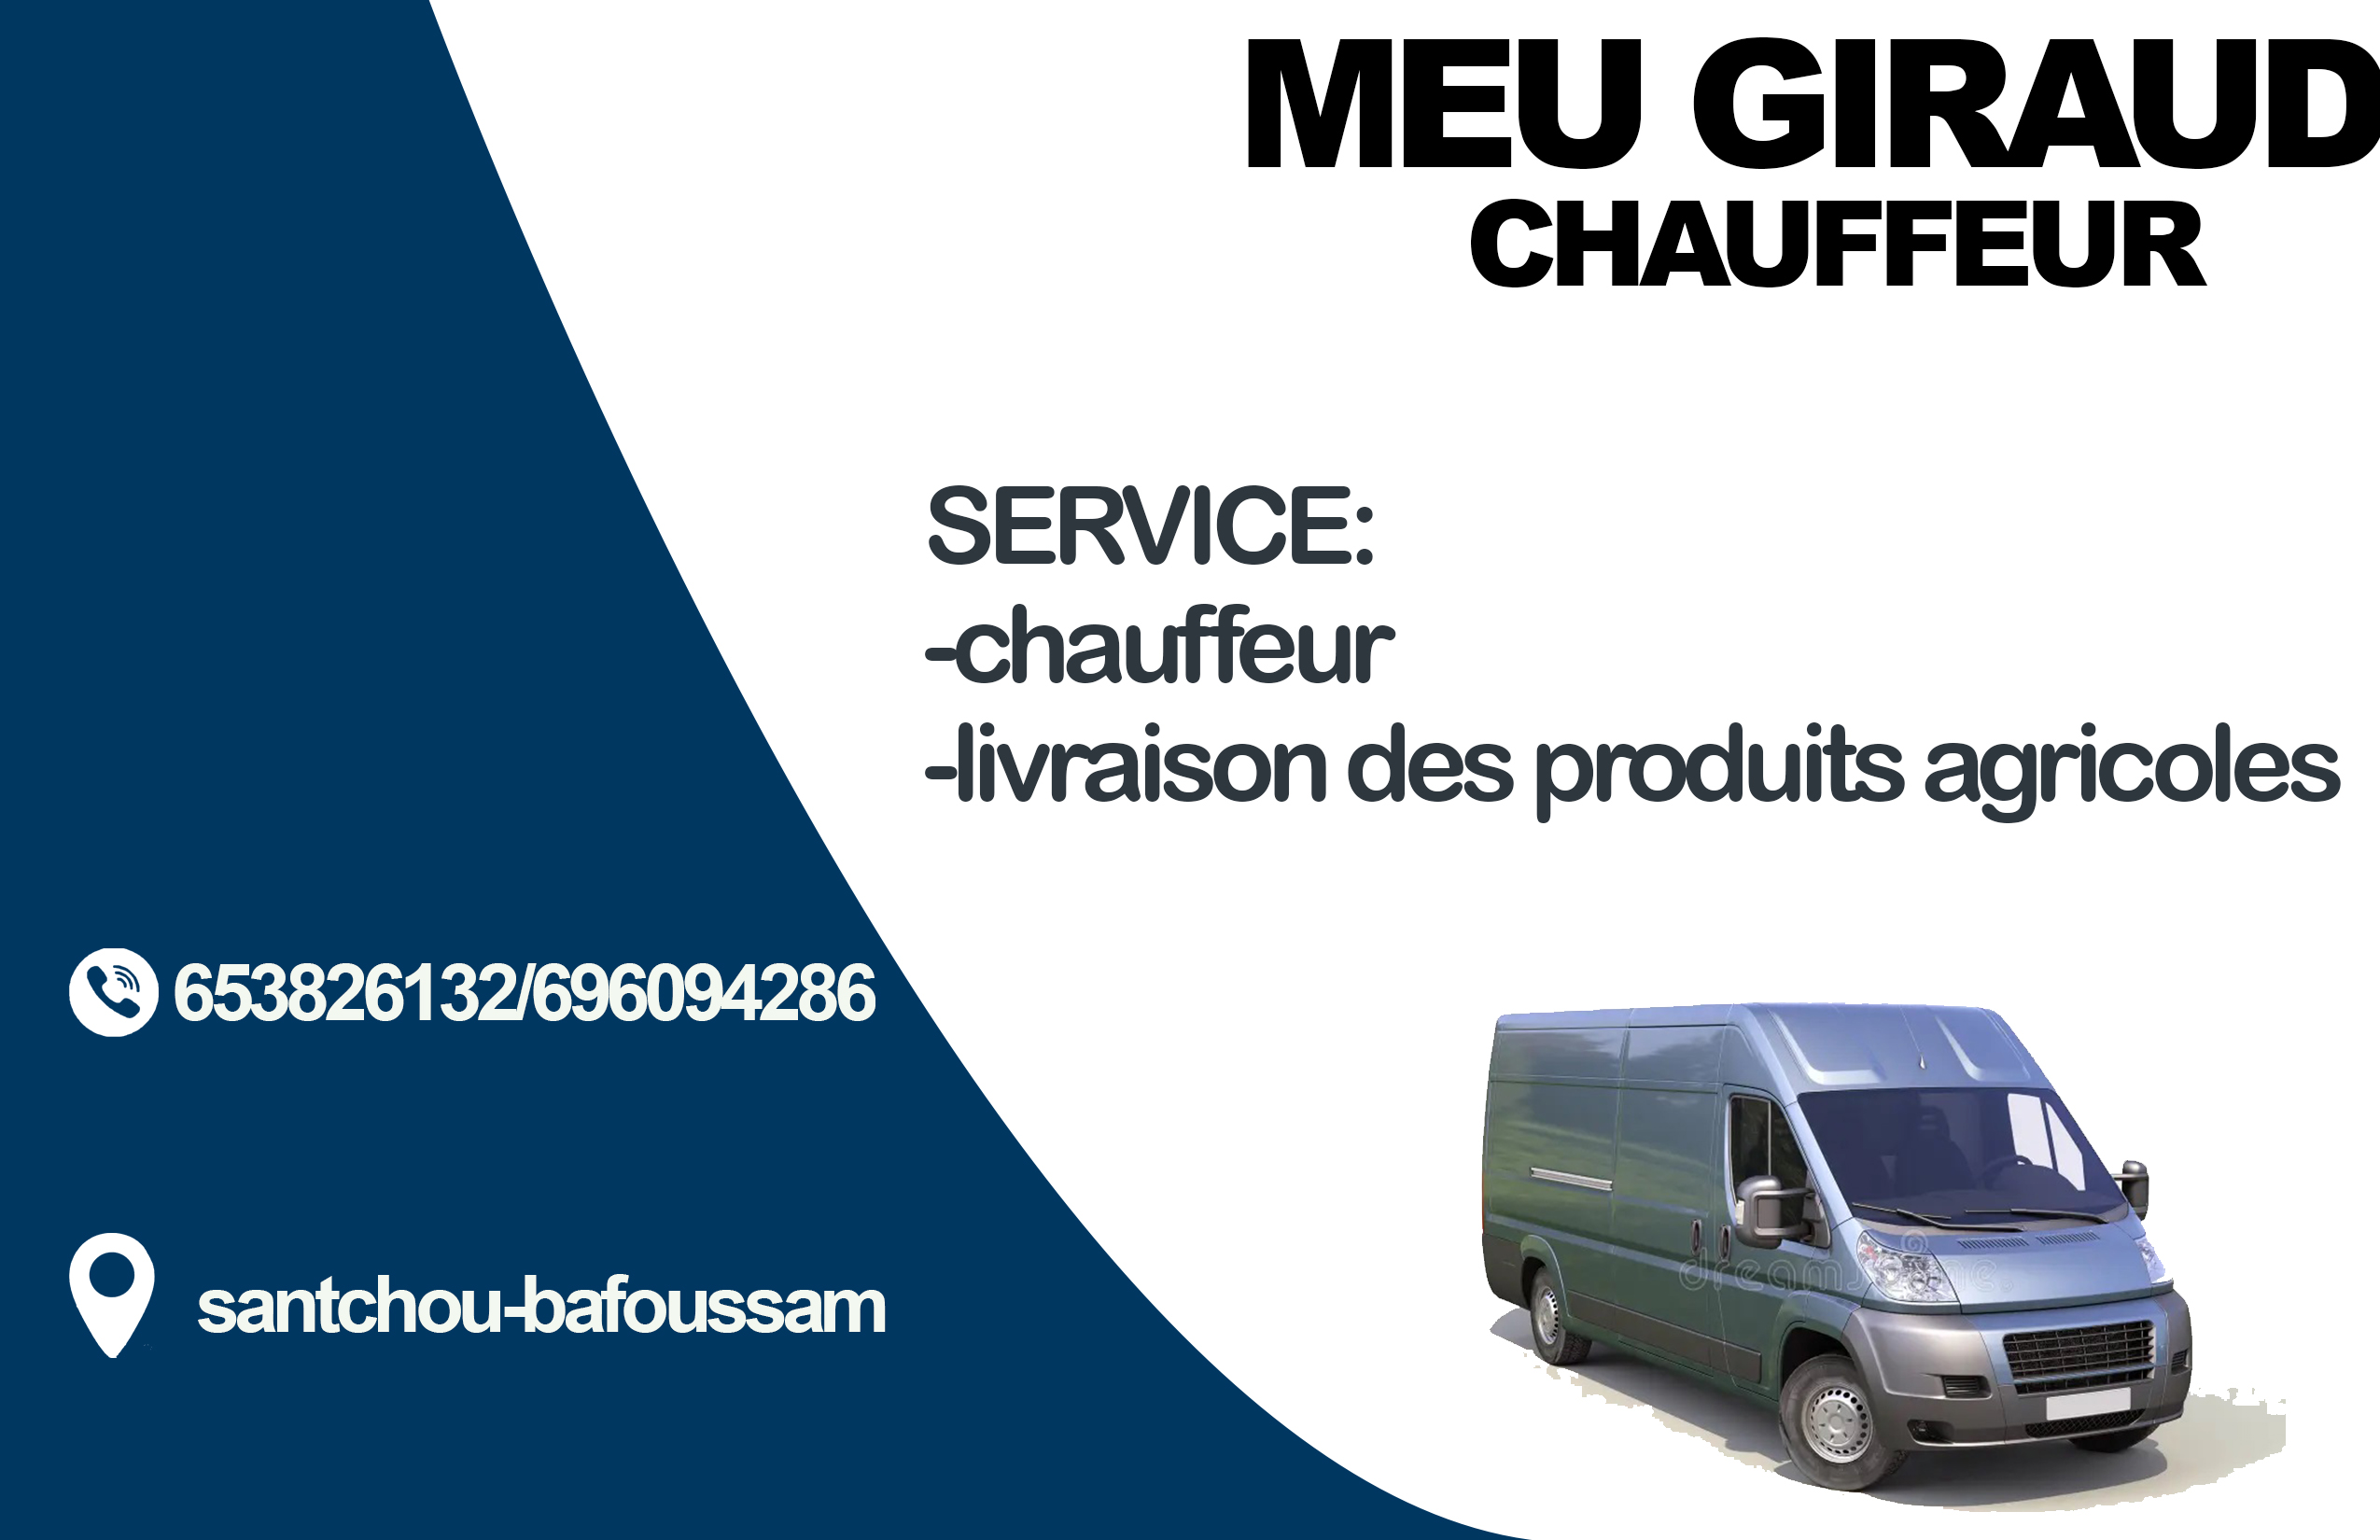 MEU GIRAUD
CHAUFFEUR
SERVICE:
-chauffeur
-livraison des produits agricoles
653826132/696094286
santchou-bafoussam